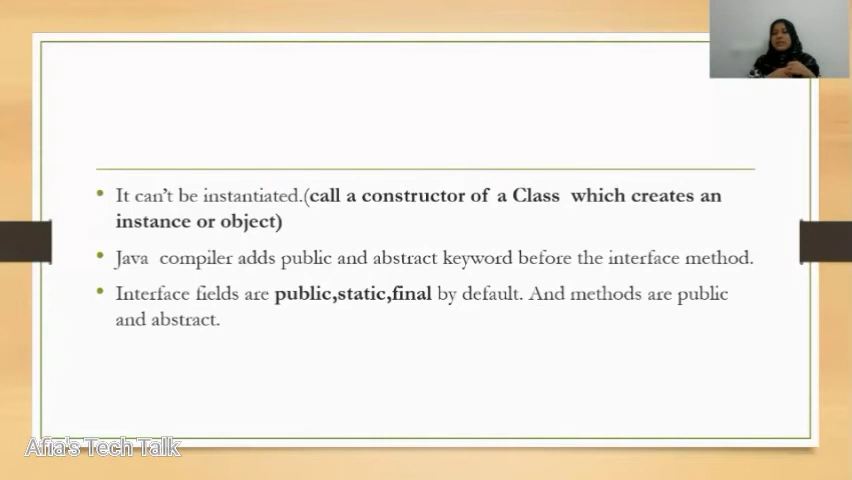 It can't be instantiated.(call a constructor of a Class which creates an
instance or object)
Java compiler adds public and abstract keyword before the interface method.
Interface fields are public,static,final by default. And methods are public
and abstract.
Afia's Tech Talk